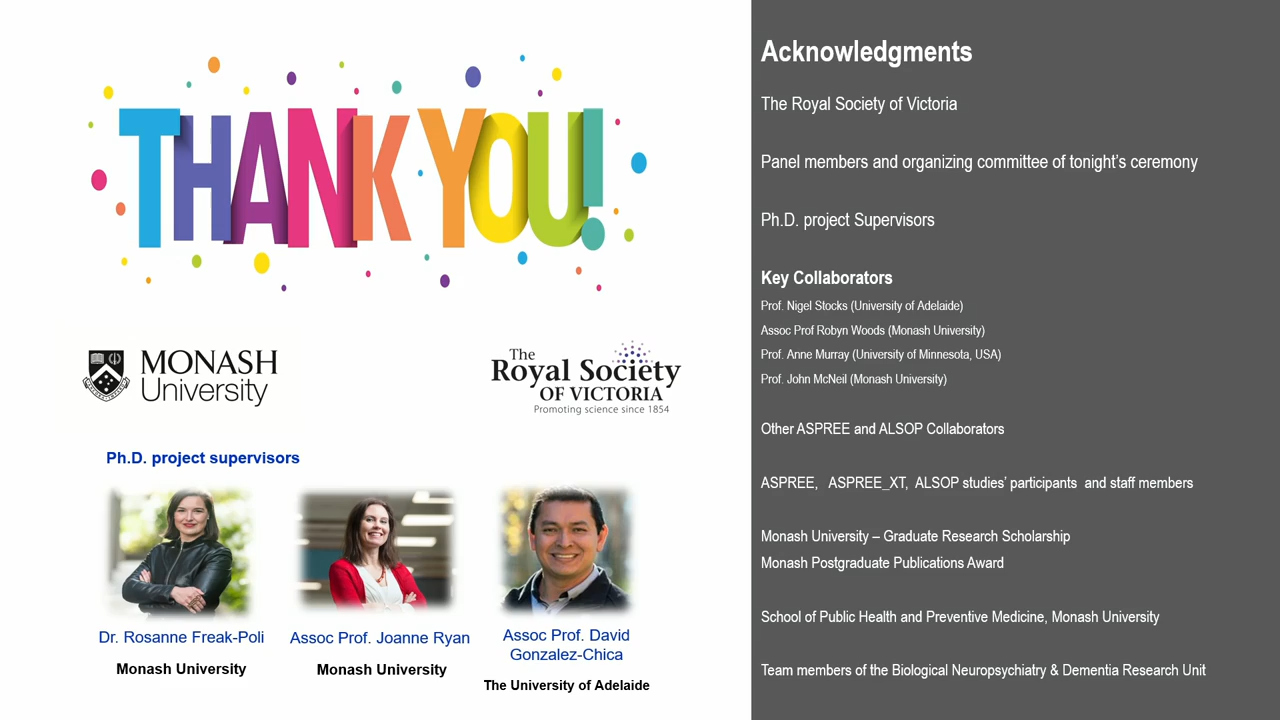 THANK YOU!
MONASH
University
The
Royal Society
OF VICTORIA
Promoting science since 1854
Ph.D. project supervisors
Dr. Rosanne Freak-Poli
Monash University
Assoc Prof. Joanne Ryan
Monash University
Assoc Prof. David
Gonzalez-Chica
The University of Adelaide
Acknowledgments
The Royal Society of Victoria
Panel members and organizing committee of tonight's ceremony
Ph.D. project Supervisors
Key Collaborators
Prof. Nigel Stocks (University of Adelaide)
Assoc Prof Robyn Woods (Monash University)
Prof. Anne Murray (University of Minnesota, USA)
Prof. John McNeil (Monash University)
Other ASPREE and ALSOP Collaborators
ASPREE, ASPREE_XT, ALSOP studies' participants and staff members
Monash University – Graduate Research Scholarship
Monash Postgraduate Publications Award
School of Public Health and Preventive Medicine, Monash University
Team members of the Biological Neuropsychiatry & Dementia Research Unit